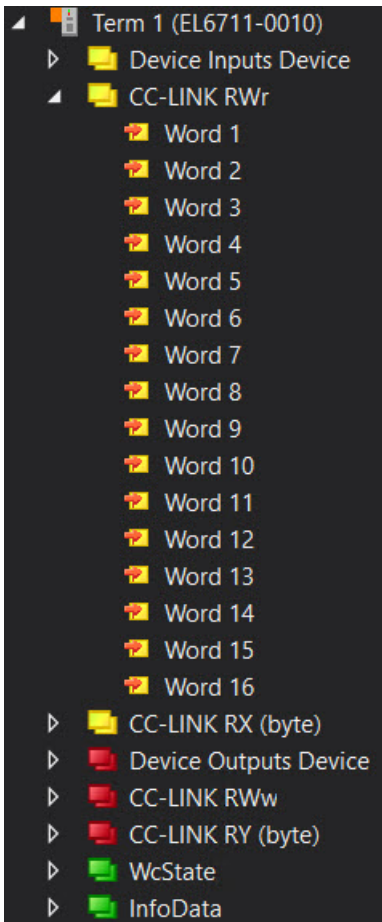 Term 1 (EL6711-0010)
Device Inputs Device
CC-LINK RWr
Word 1
Word 2
Word 3
Word 4
Word 5
Word 6
Word 7
Word 8
Word 9
Word 10
Word 11
Word 12
Word 13
Word 14
Word 15
Word 16
CC-LINK RX (byte)
Device Outputs Device
CC-LINK RWw
CC-LINK RY (byte)
WcState
InfoData